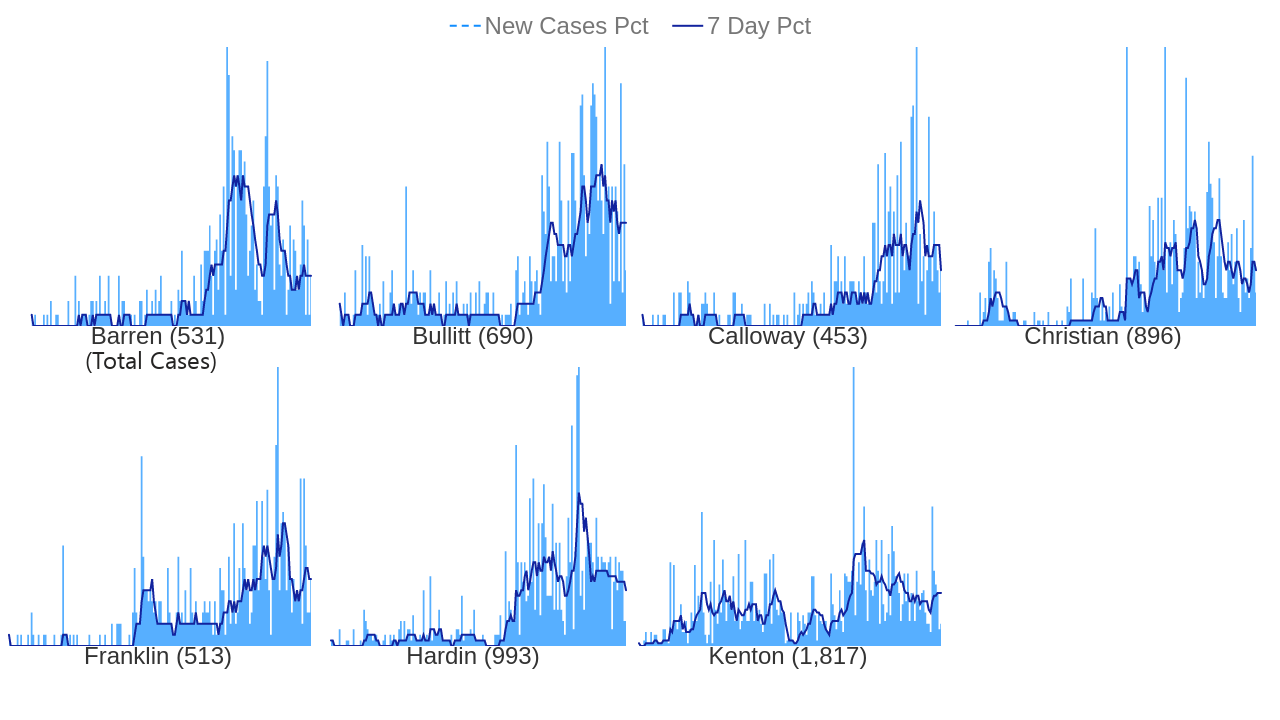 New Cases Pct 7 Day Pct
Barren (531) Bullitt (690) Calloway (453) Christian (896)
(Total Cases)
Franklin (513) Hardin (993) Kenton (1,817)